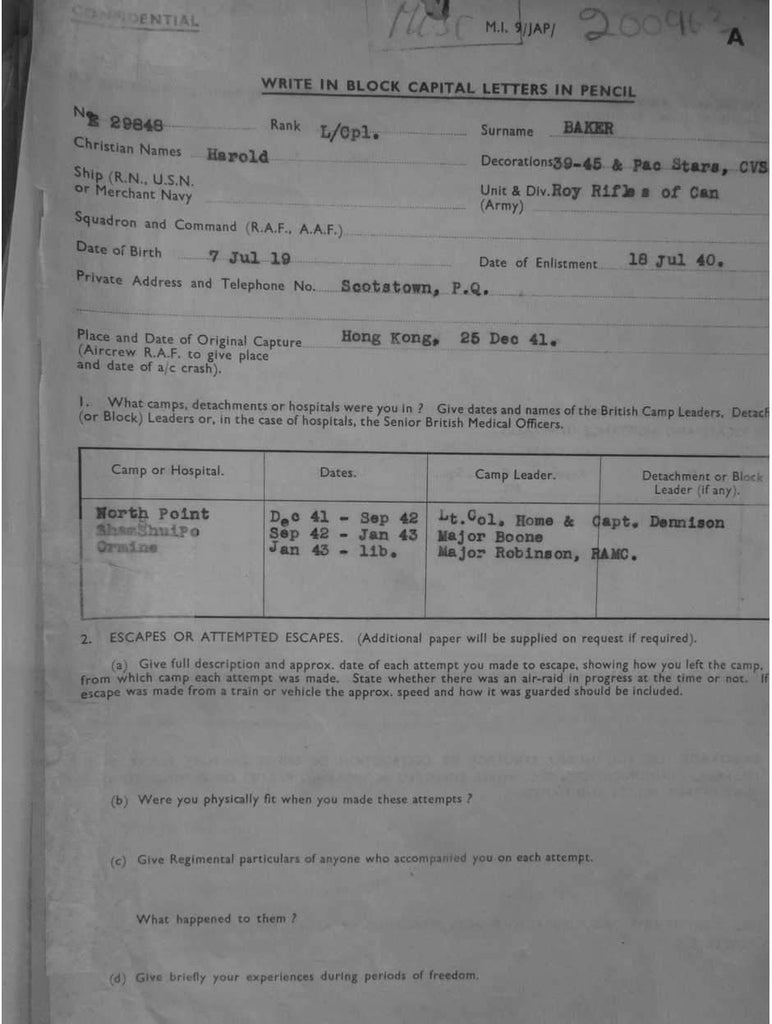 CONFIDENTIAL
Misc M.I. 9/JAP/ A
WRITE IN BLOCK CAPITAL LETTERS IN PENCIL
No E 29848 Rank L/Cpl. Surname BAKER
Christian Names Harold Decorations 39-45 & Pac Stars, CVS
Ship (R.N., U.S.N. or Merchant Navy
Unit & Div. Roy Rifles of Can
(Army)
Squadron and Command (R.A.F., A.A.F.)
Date of Birth 7 Jul 19 Date of Enlistment 18 Jul 40.
Private Address and Telephone No. Scotstown, P.Q.
Place and Date of Original Capture Hong Kong, 25 Dec 41.
(Aircrew R.A.F. to give place
and date of a/c crash).
1. What camps, detachments or hospitals were you in ? Give dates and names of the British Camp Leaders, Detach
(or Block) Leaders or, in the case of hospitals, the Senior British Medical Officers.
Camp or Hospital. Dates. Camp Leader. Detachment or Block
Leader (if any).
North Point Dec 41 - Sep 42 Lt.Col. Home & Capt. Dennison
ShamShuiPo Sep 42 - Jan 43 Major Boone
Ormine Jan 43 - lib. Major Robinson, RAMC.
2. ESCAPES OR ATTEMPTED ESCAPES. (Additional paper will be supplied on request if required).
(a) Give full description and approx. date of each attempt you made to escape, showing how you left the camp,
from which camp each attempt was made. State whether there was an air-raid in progress at the time or not. If
escape was made from a train or vehicle the approx. speed and how it was guarded should be included.
(b) Were you physically fit when you made these attempts ?
(c) Give Regimental particulars of anyone who accompanied you on each attempt.
What happened to them ?
(d) Give briefly your experiences during periods of freedom.